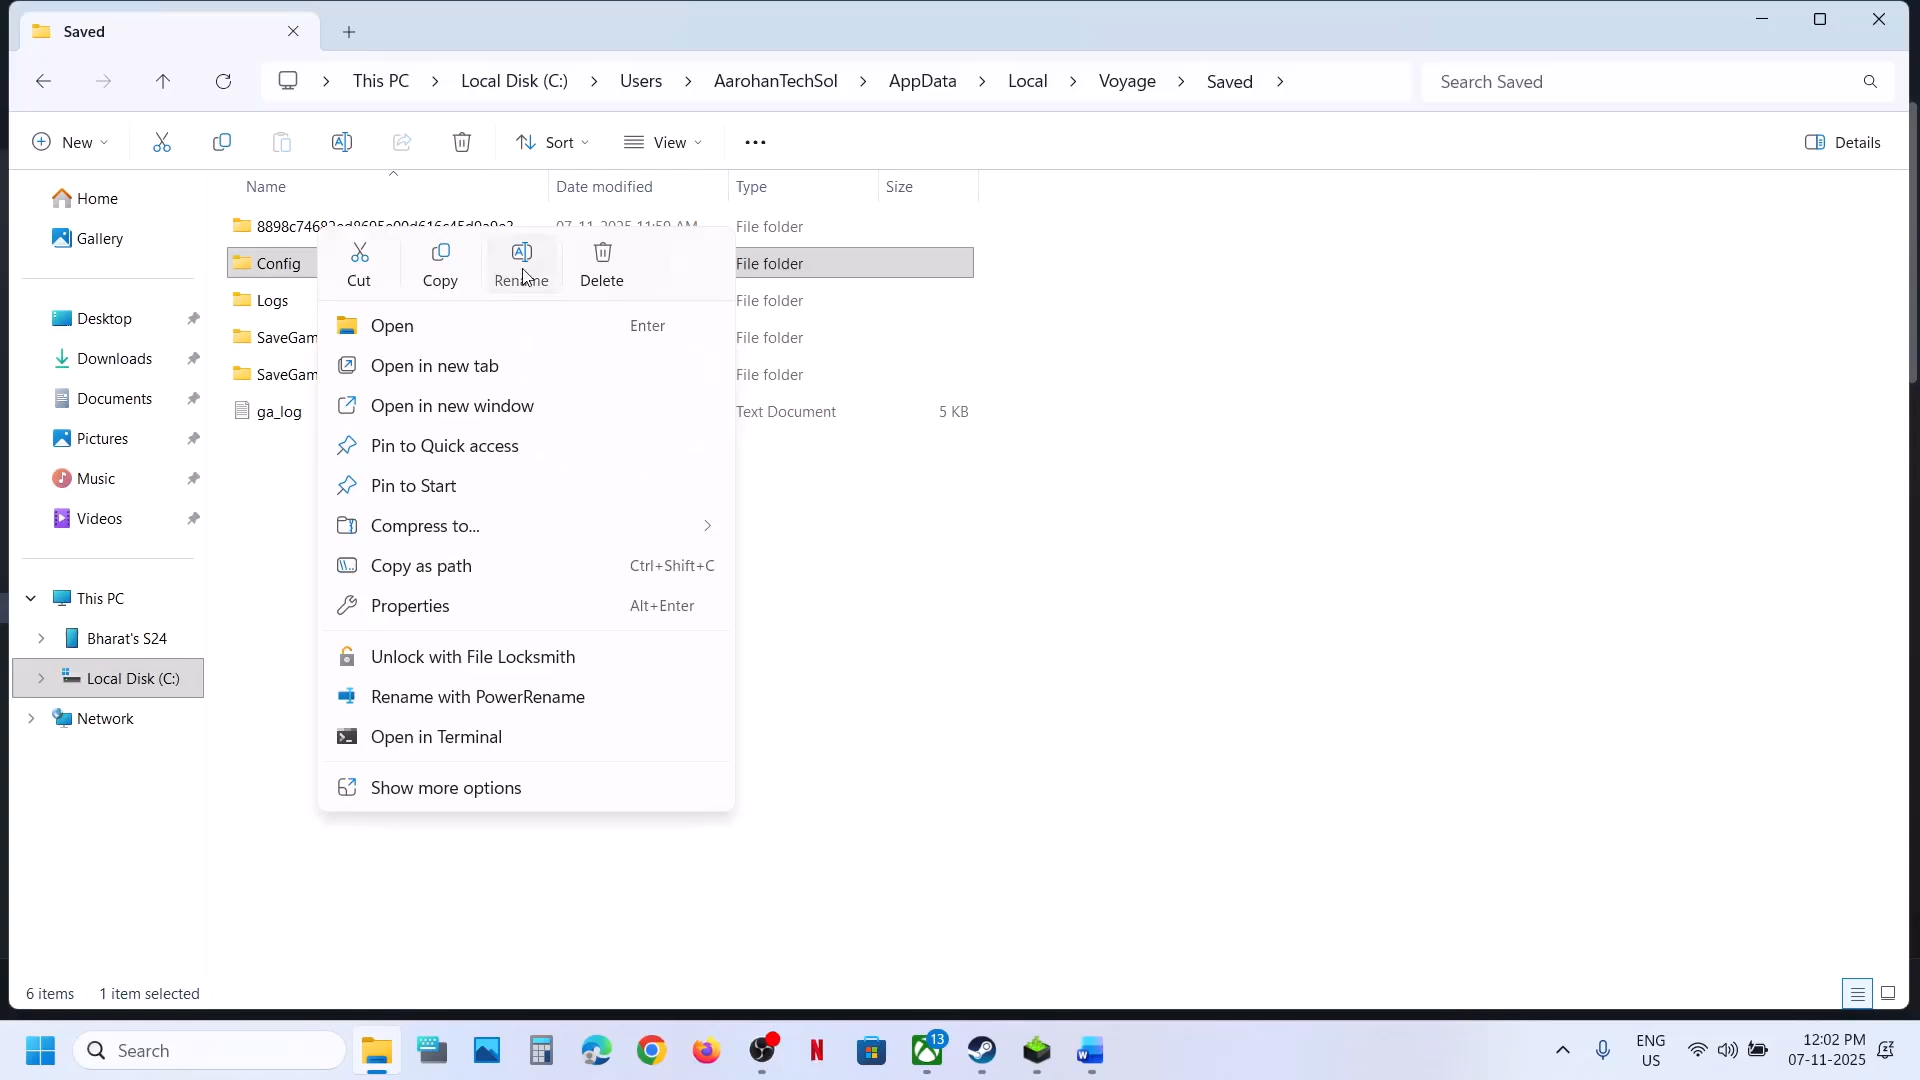 Saved
This PC > Local Disk (C:) > Users > AarohanTechSol > AppData > Local > Voyage > Saved >
Search Saved
New
Sort
View
Details
Name
Date modified
Type
Size
File folder
Config
File folder
Logs
File folder
SaveGam
File folder
SaveGam
File folder
ga_log
Text Document
5 KB
Cut
Copy
Rename
Delete
Open Enter
Open in new tab
Open in new window
Pin to Quick access
Pin to Start
Compress to...
Copy as path Ctrl+Shift+C
Properties Alt+Enter
Unlock with File Locksmith
Rename with PowerRename
Open in Terminal
Show more options
Home
Gallery
Desktop
Downloads
Documents
Pictures
Music
Videos
This PC
Bharat's S24
Local Disk (C:)
Network
6 items
1 item selected
Search
13
ENG
US
12:02 PM
07-11-2025